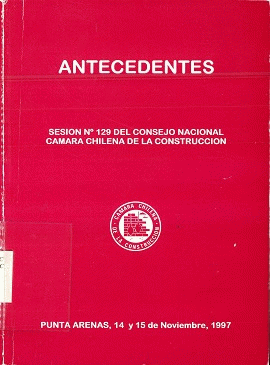 ANTECEDENTES
SESION Nº 129 DEL CONSEJO NACIONAL
CAMARA CHILENA DE LA CONSTRUCCION
CAMARA CHILENA
DE LA CONSTRUCCION
PUNTA ARENAS, 14 y 15 de Noviembre, 1997